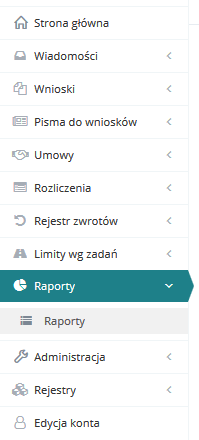 Strona główna
Wiadomości
Wnioski
Pisma do wniosków
Umowy
Rozliczenia
Rejestr zwrotów
Limity wg zadań
Raporty
Raporty
Administracja
Rejestry
Edycja konta